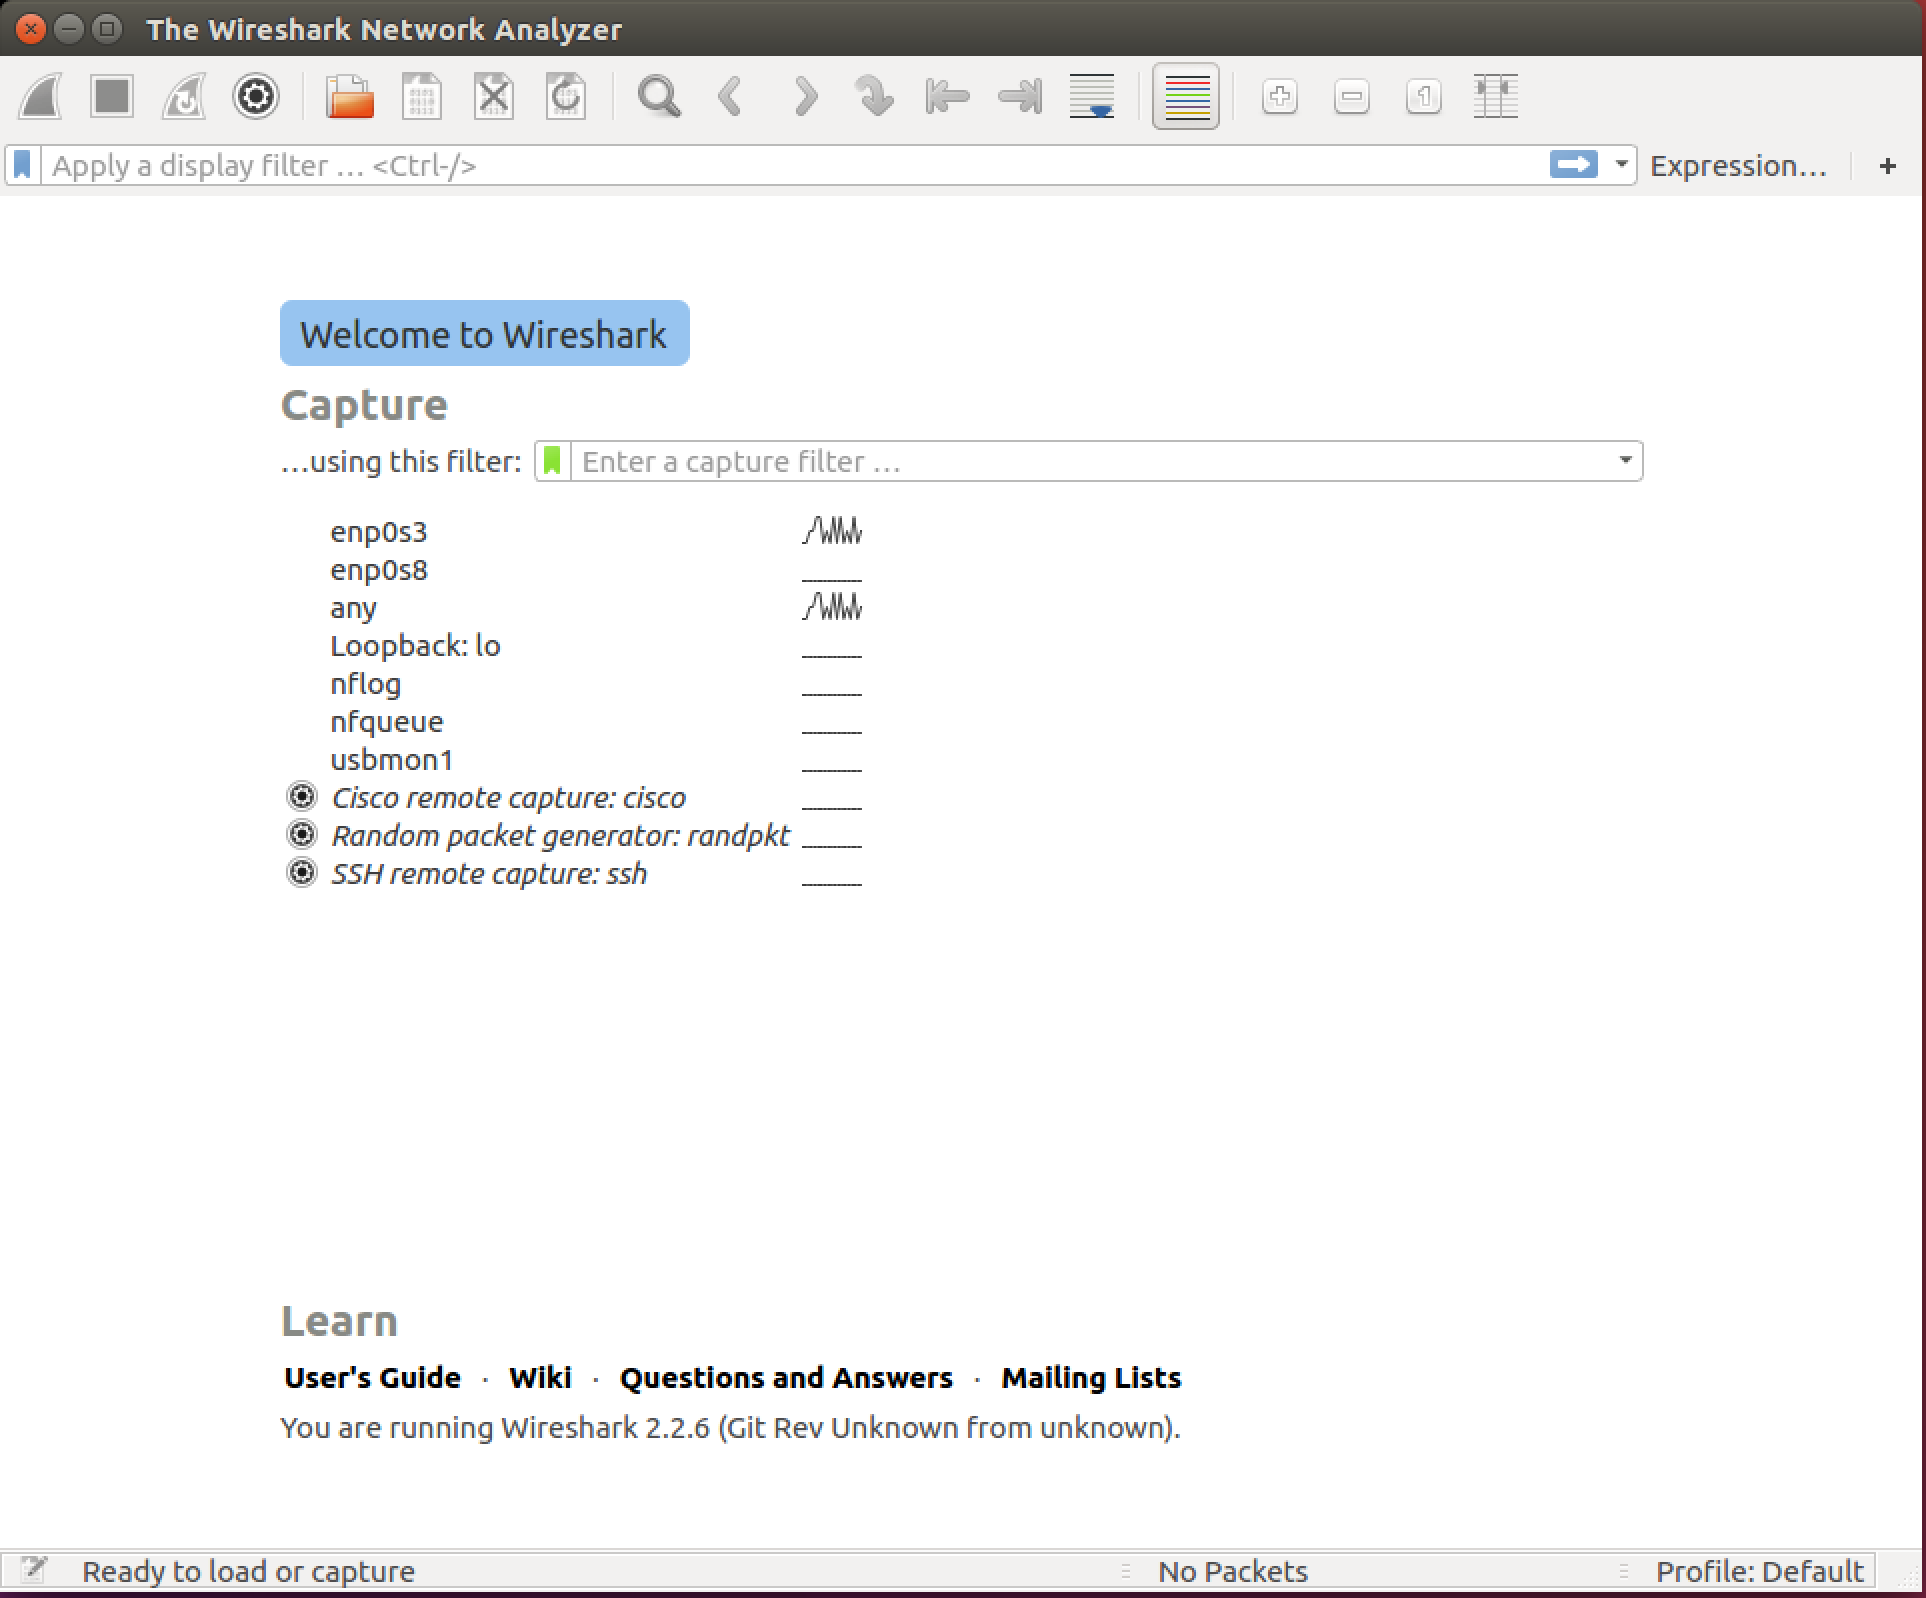 The Wireshark Network Analyzer
Apply a display filter … <Ctrl-/>
Expression…
+
Welcome to Wireshark
Capture
…using this filter:
Enter a capture filter …
enp0s3
enp0s8
any
Loopback: lo
nflog
nfqueue
usbmon1
Cisco remote capture: cisco
Random packet generator: randpkt
SSH remote capture: ssh
Learn
User's Guide · Wiki · Questions and Answers · Mailing Lists
You are running Wireshark 2.2.6 (Git Rev Unknown from unknown).
Ready to load or capture
No Packets
Profile: Default